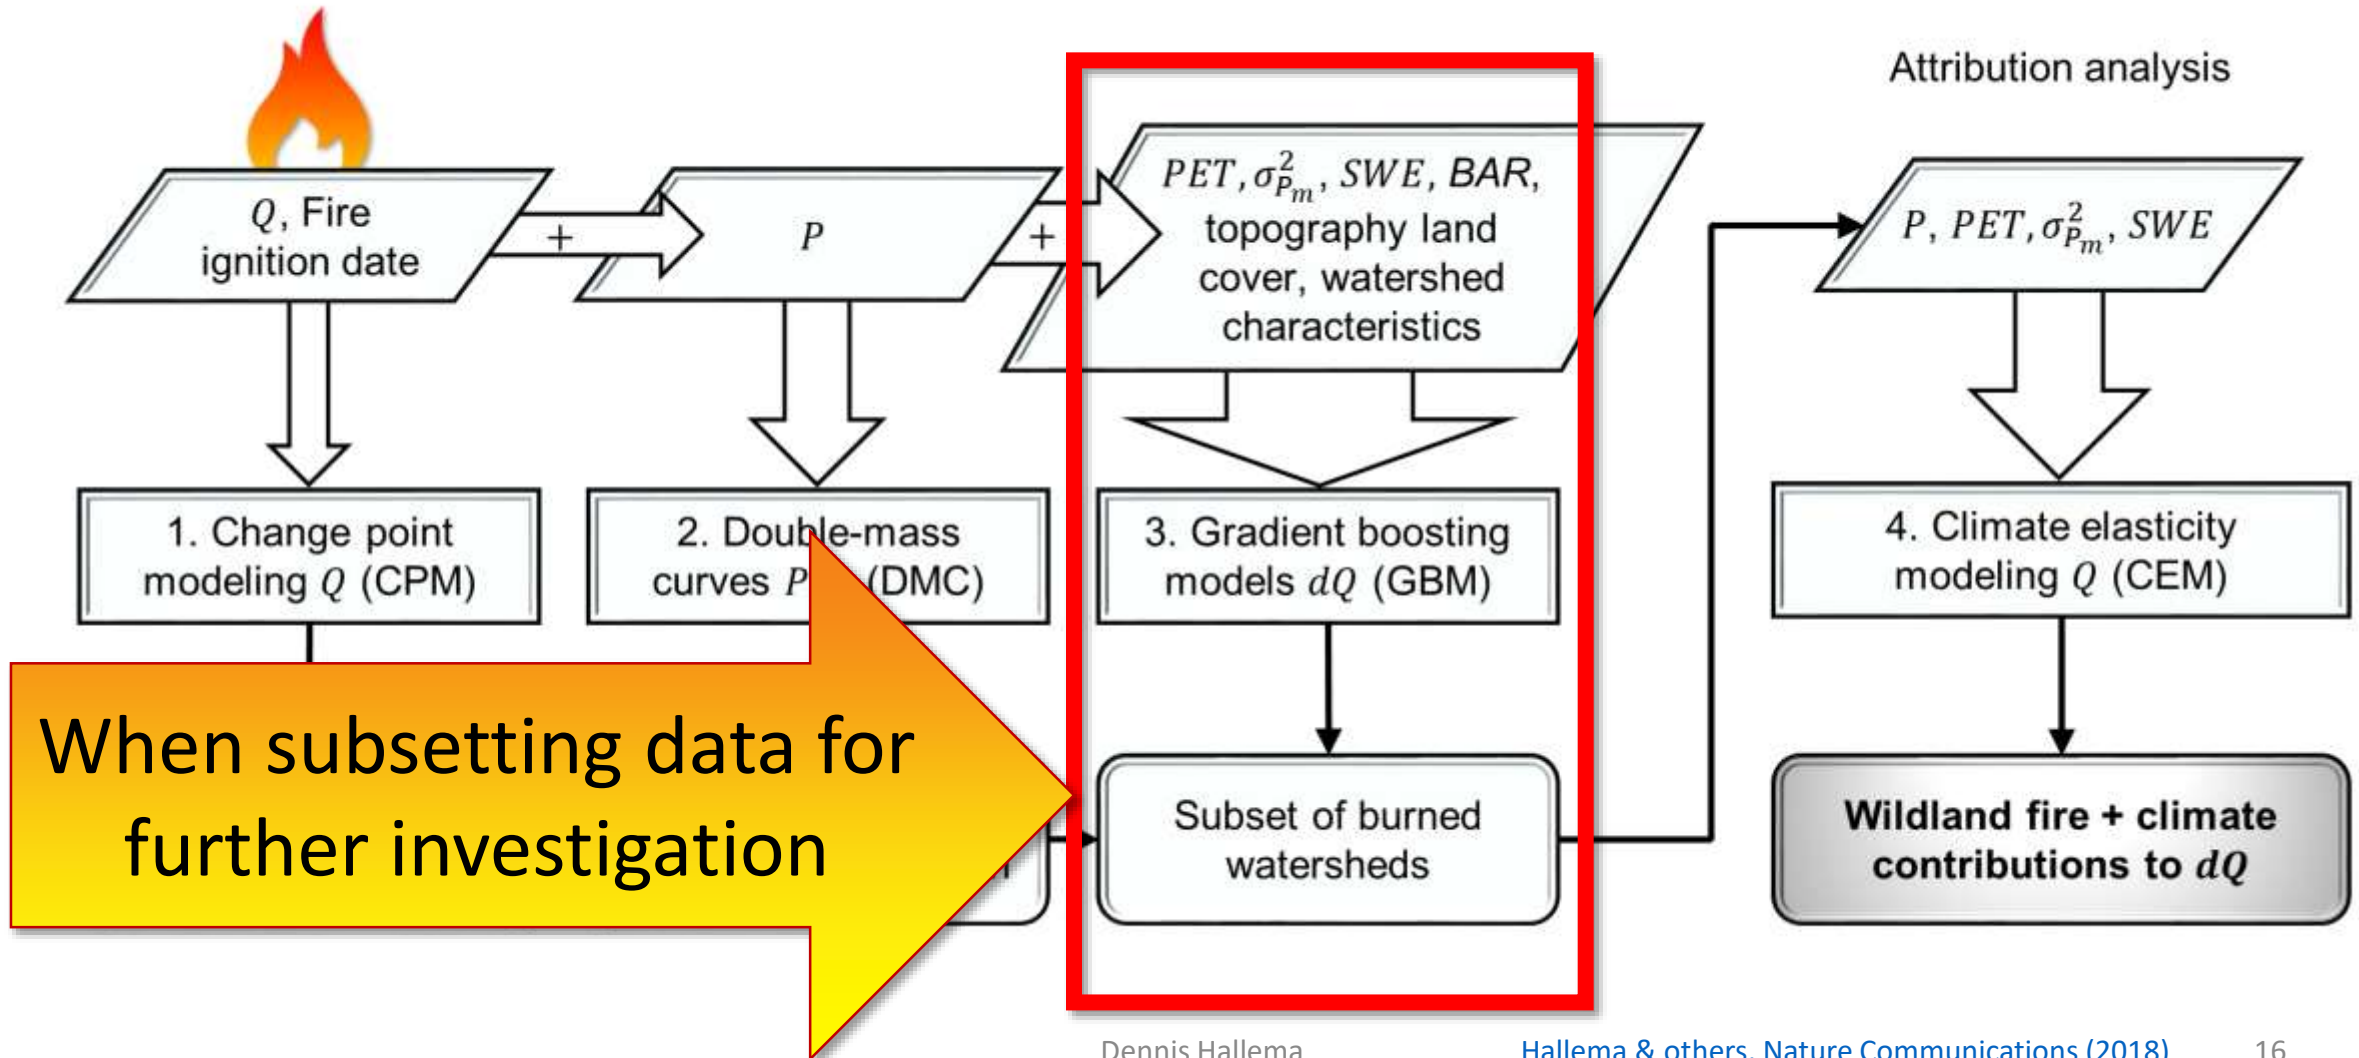 Attribution analysis
Q, Fire
ignition date
+
P
+
PET, σ²Pₘ, SWE, BAR,
topography land
cover, watershed
characteristics
P, PET, σ²Pₘ, SWE
1. Change point
modeling Q (CPM)
2. Double-mass
curves P (DMC)
3. Gradient boosting
models dQ (GBM)
4. Climate elasticity
modeling Q (CEM)
When subsetting data for
further investigation
Subset of burned
watersheds
Wildland fire + climate
contributions to dQ
Dennis Hallema
Hallema & others, Nature Communications (2018)
16